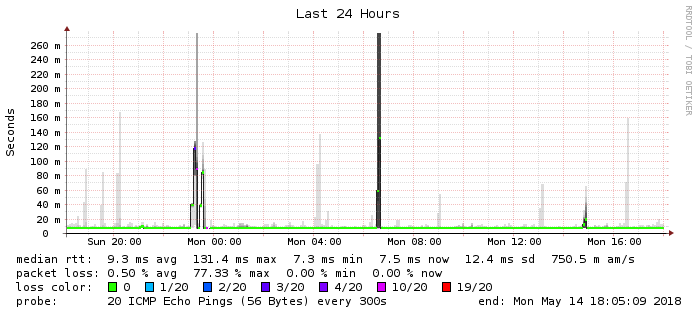 Last 24 Hours
RRDTOOL / TOBI OETIKER
Seconds
260 m
240 m
220 m
200 m
180 m
160 m
140 m
120 m
100 m
80 m
60 m
40 m
20 m
0
Sun 20:00 Mon 00:00 Mon 04:00 Mon 08:00 Mon 12:00 Mon 16:00
median rtt: 9.3 ms avg 131.4 ms max 7.3 ms min 7.5 ms now 12.4 ms sd 750.5 m am/s
packet loss: 0.50 % avg 77.33 % max 0.00 % min 0.00 % now
loss color: 0 1/20 2/20 3/20 4/20 10/20 19/20
probe: 20 ICMP Echo Pings (56 Bytes) every 300s end: Mon May 14 18:05:09 2018